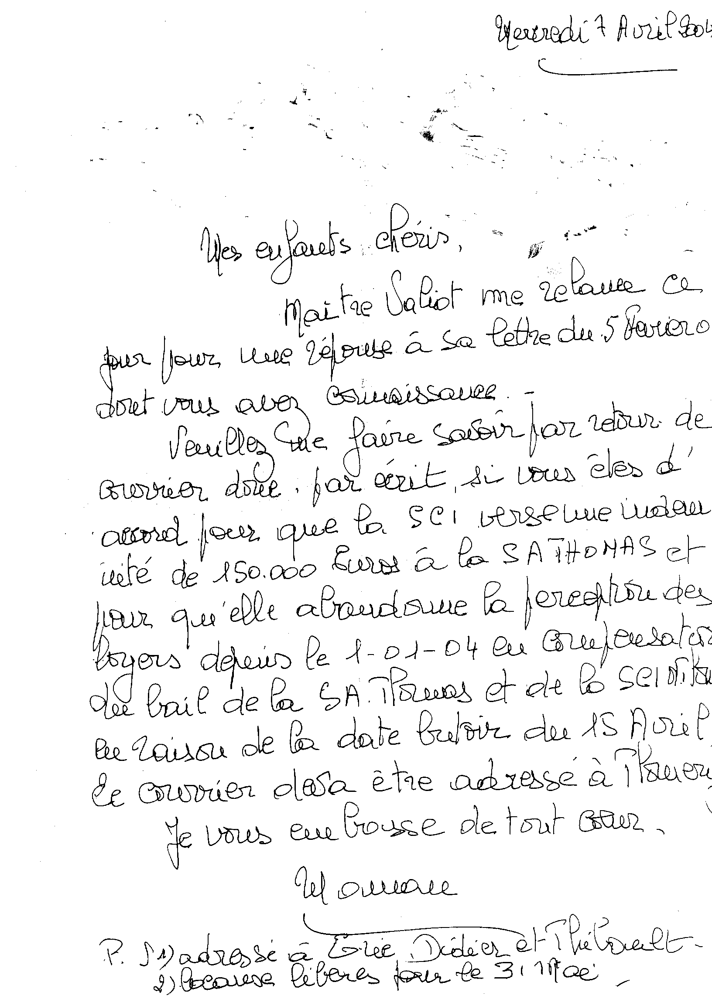 Mercredi 7 Avril 2004
Mes enfants chéris,
Maître Valiot me relance ce
jour pour une réponse à sa lettre du 5 Février 0
dont vous avez connaissance. -
Veuillez me faire savoir par retour de
courrier donc, par écrit, si vous êtes d'
accord pour que la SCI verse une indem
nité de 150.000 Euros à la SA THOMAS et
pour qu'elle abandonne la perception des
loyers depuis le 1-01-04 en compensation
du bail de la SA. Thomas et de la SCI
en raison de la date butoir du 15 Avril,
le courrier devra être adressé à Thomery
Je vous embrasse de tout cœur.
Maman
P. S 1) adressé à Eric, Didier et Thiébault -
2) locaux libérés pour le 31 Mai -